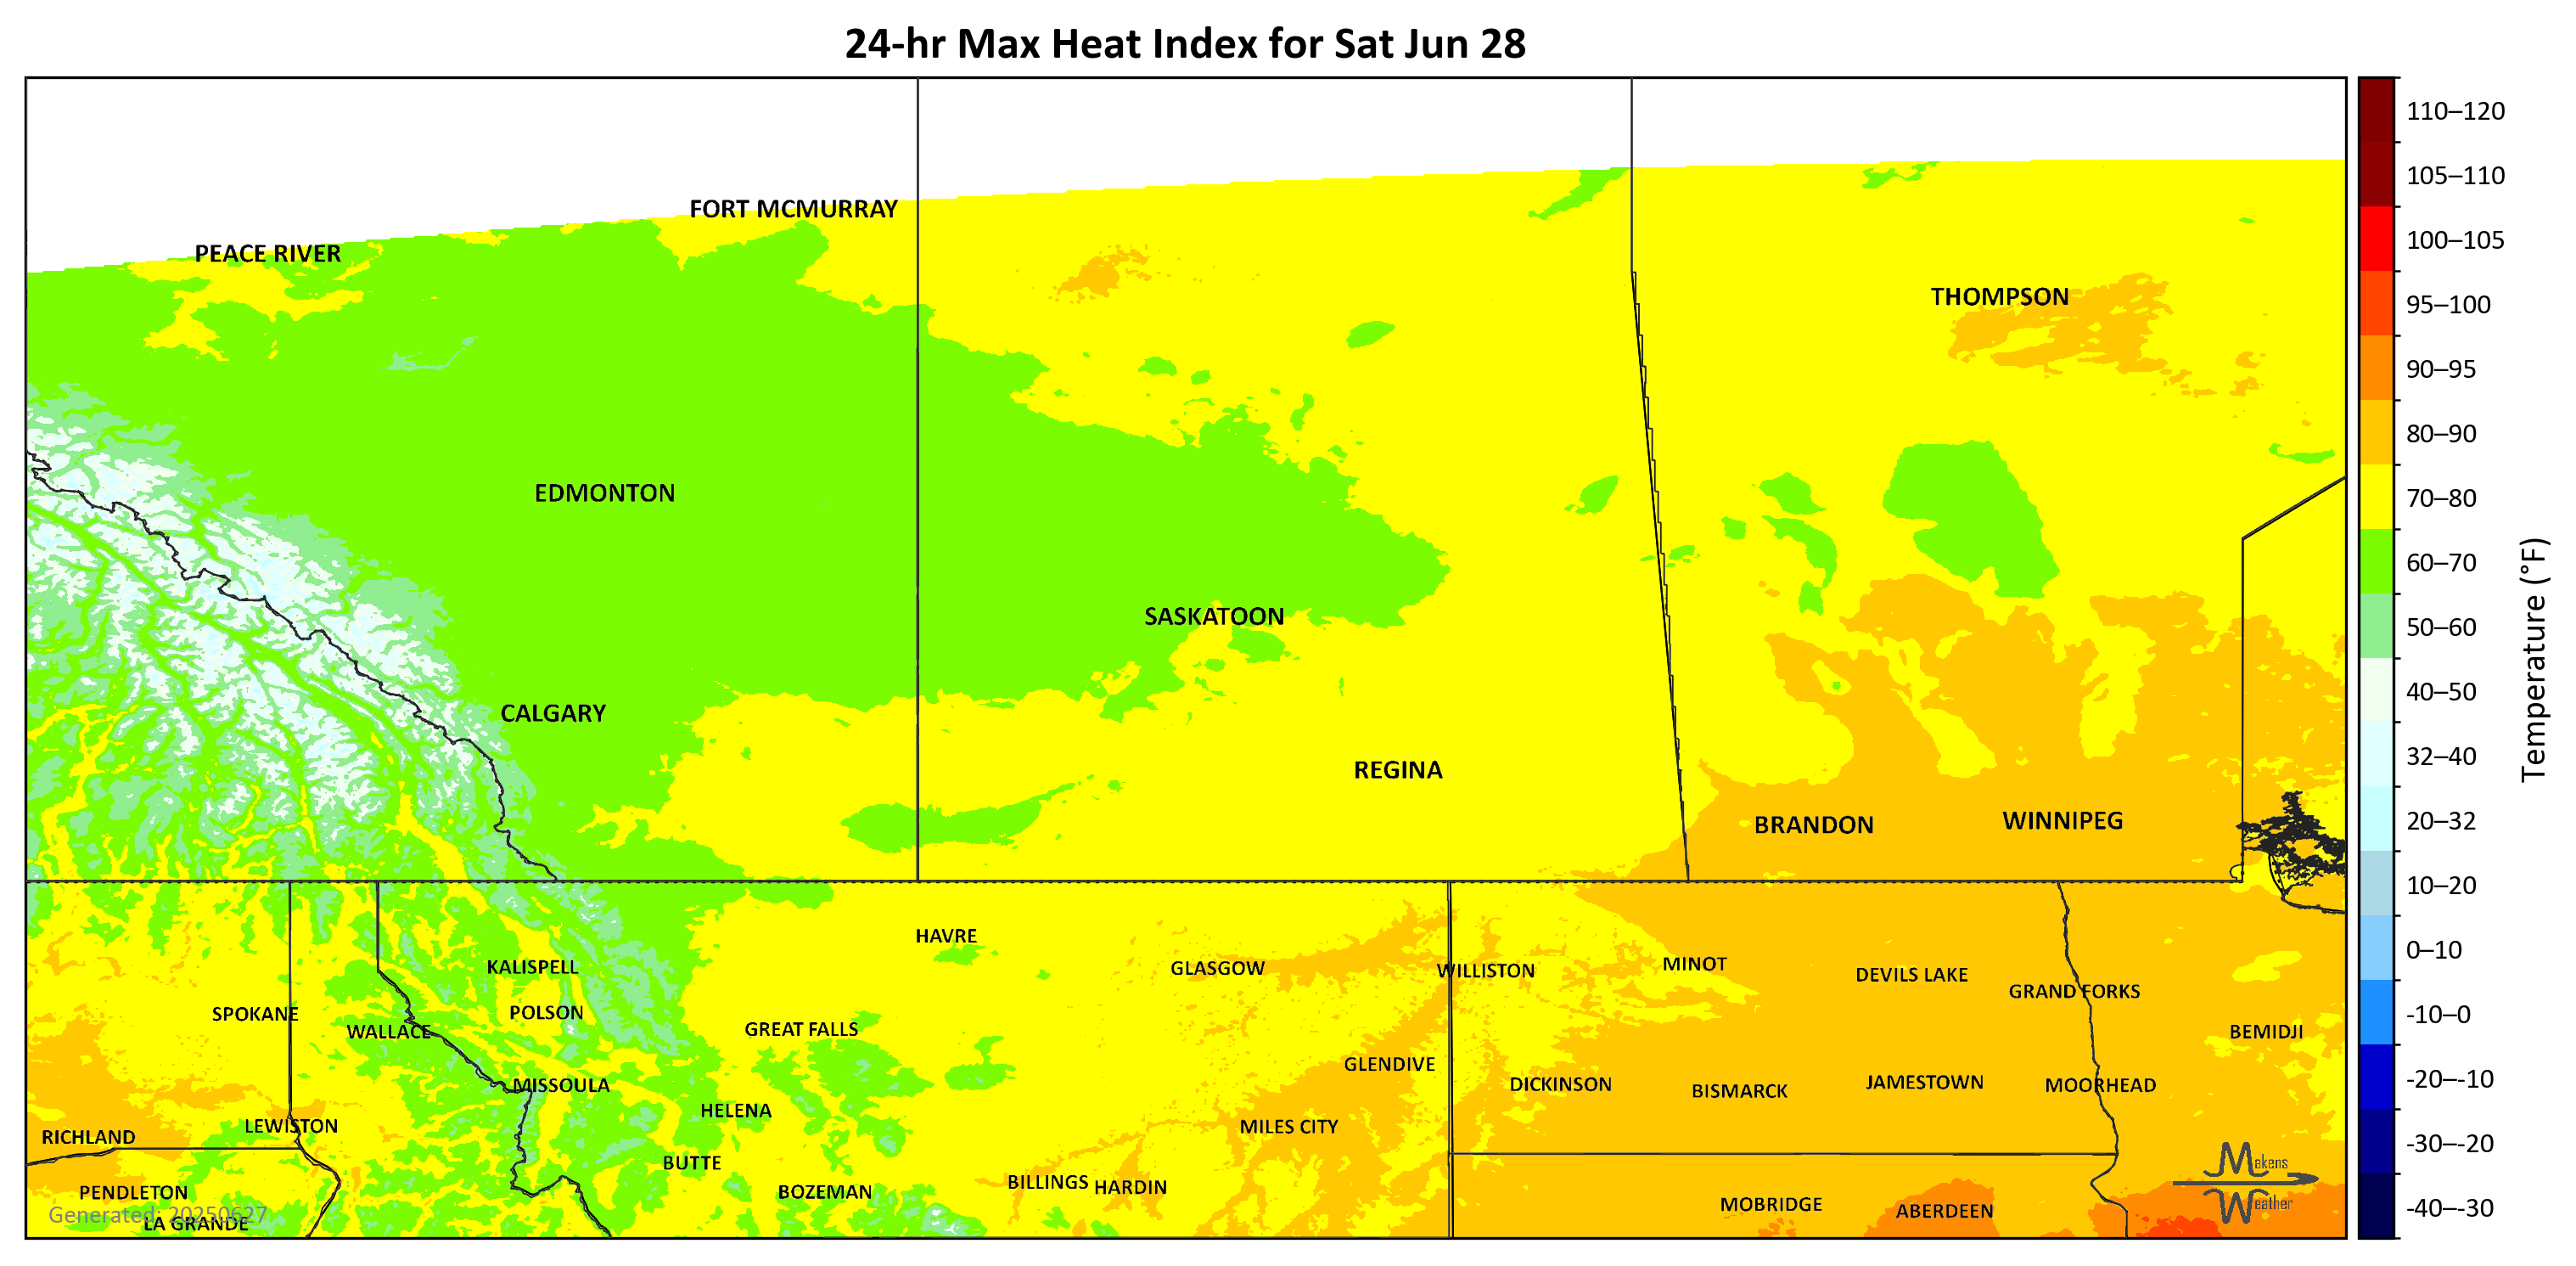 24-hr Max Heat Index for Sat Jun 28
FORT MCMURRAY
PEACE RIVER
THOMPSON
EDMONTON
SASKATOON
CALGARY
REGINA
BRANDON
WINNIPEG
HAVRE
KALISPELL
GLASGOW
WILLISTON
MINOT
DEVILS LAKE
GRAND FORKS
SPOKANE
POLSON
WALLACE
GREAT FALLS
BEMIDJI
GLENDIVE
MISSOULA
DICKINSON
BISMARCK
JAMESTOWN
MOORHEAD
HELENA
LEWISTON
MILES CITY
RICHLAND
BUTTE
BILLINGS
HARDIN
PENDLETON
BOZEMAN
MOBRIDGE
ABERDEEN
Generated: 20250627
LA GRANDE
Makens
Weather
110–120
105–110
100–105
95–100
90–95
80–90
70–80
60–70
50–60
40–50
32–40
20–32
10–20
0–10
-10–0
-20–-10
-30–-20
-40–-30
Temperature (°F)